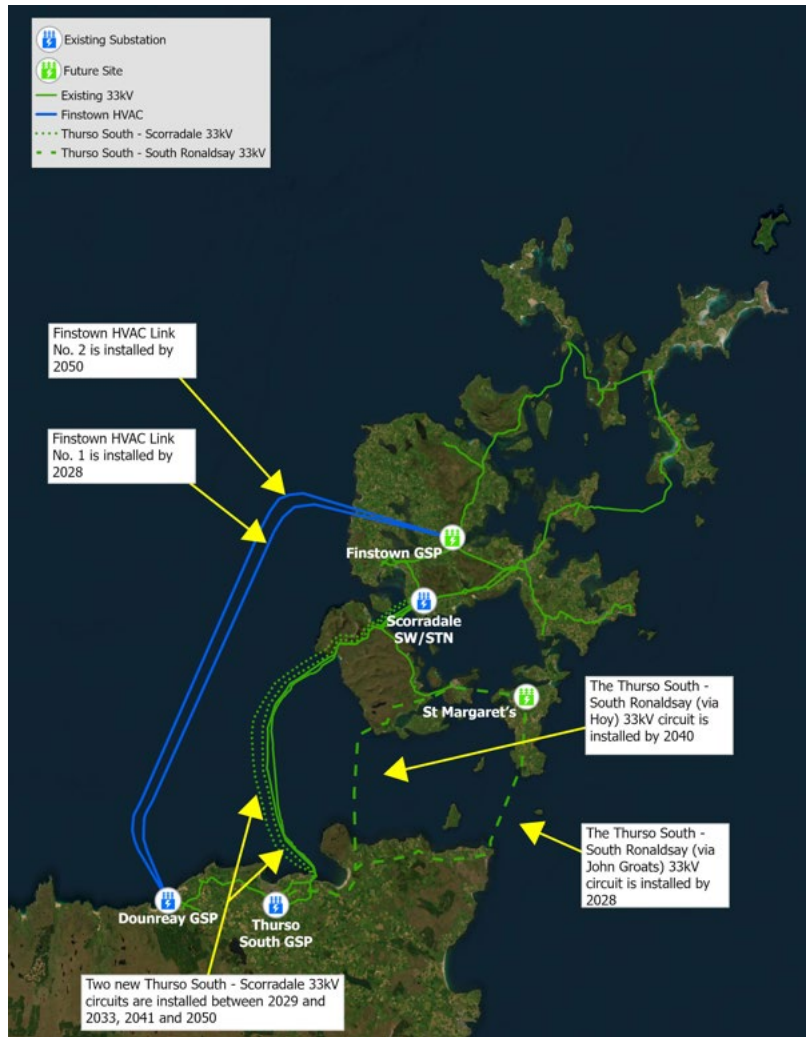 Existing Substation
Future Site
Existing 33kV
Finstown HVAC
Thurso South - Scorradale 33kV
Thurso South - South Ronaldsay 33kV
Finstown HVAC Link
No. 2 is installed by
2050
Finstown HVAC Link
No. 1 is installed by
2028
Finstown GSP
Scorradale
SW/STN
St Margaret's
The Thurso South -
South Ronaldsay (via
Hoy) 33kV circuit is
installed by 2040
The Thurso South -
South Ronaldsay (via
John Groats) 33kV
circuit is installed by
2028
Dounreay GSP
Thurso
South GSP
Two new Thurso South - Scorradale 33kV
circuits are installed between 2029 and
2033, 2041 and 2050